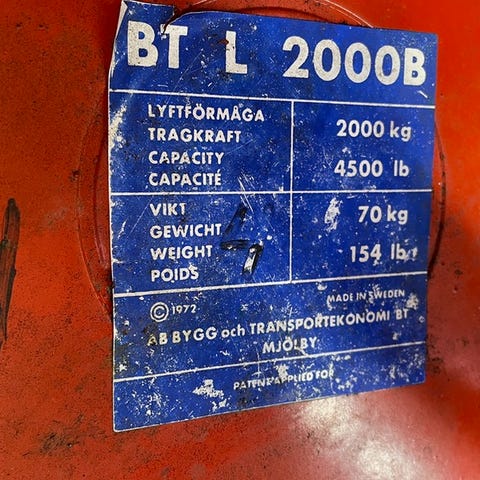 BT L 2000B
LYFTFÖRMÅGA
TRAGKRAFT
CAPACITY
CAPACITÉ
2000 kg
4500 lb
VIKT
GEWICHT
WEIGHT
POIDS
70 kg
154 lb
© 1972
MADE IN SWEDEN
AB BYGG och TRANSPORTEKONOMI BT
MJÖLBY
PATENT APPLIED FOR